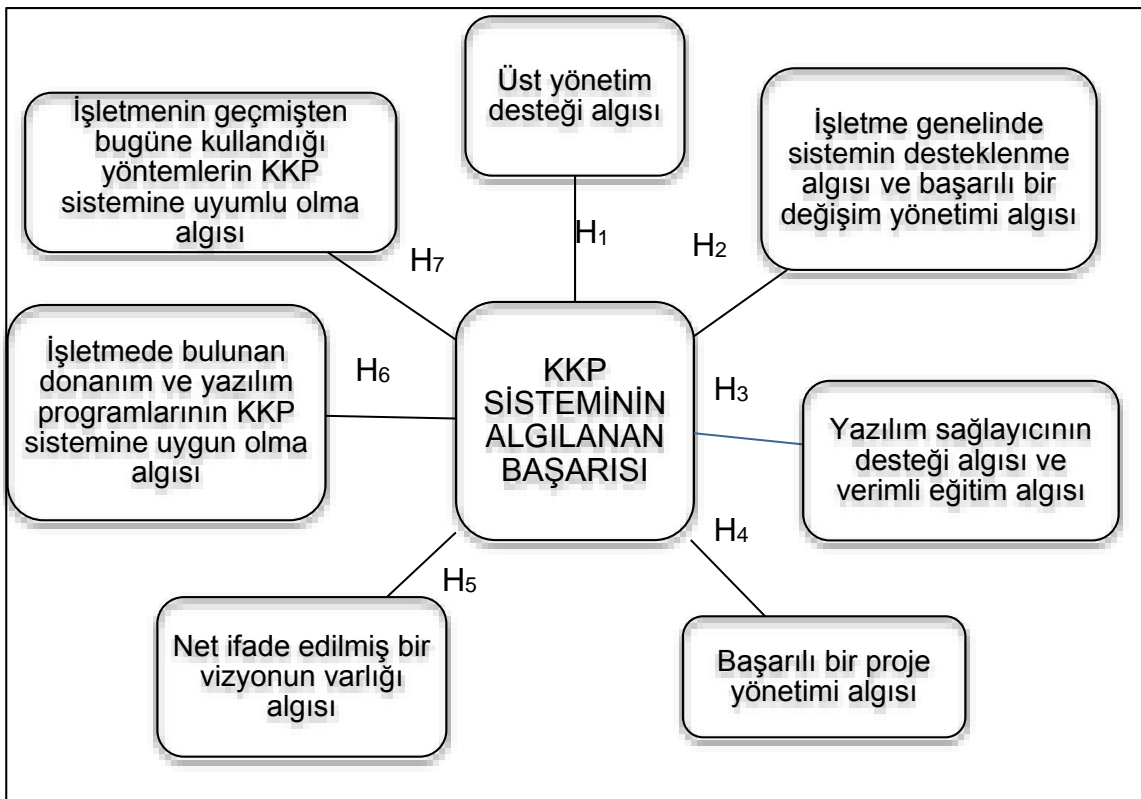 Üst yönetim
desteği algısı
İşletmenin geçmişten
bugüne kullandığı
yöntemlerin KKP
sistemine uyumlu olma
algısı
İşletme genelinde
sistemin desteklenme
algısı ve başarılı bir
değişim yönetimi algısı
H7
H1
H2
İşletmede bulunan
donanım ve yazılım
programlarının KKP
sistemine uygun olma
algısı
H6
KKP
SİSTEMİNİN
ALGILANAN
BAŞARISI
H3
Yazılım sağlayıcının
desteği algısı ve
verimli eğitim algısı
H5
H4
Net ifade edilmiş bir
vizyonun varlığı
algısı
Başarılı bir proje
yönetimi algısı